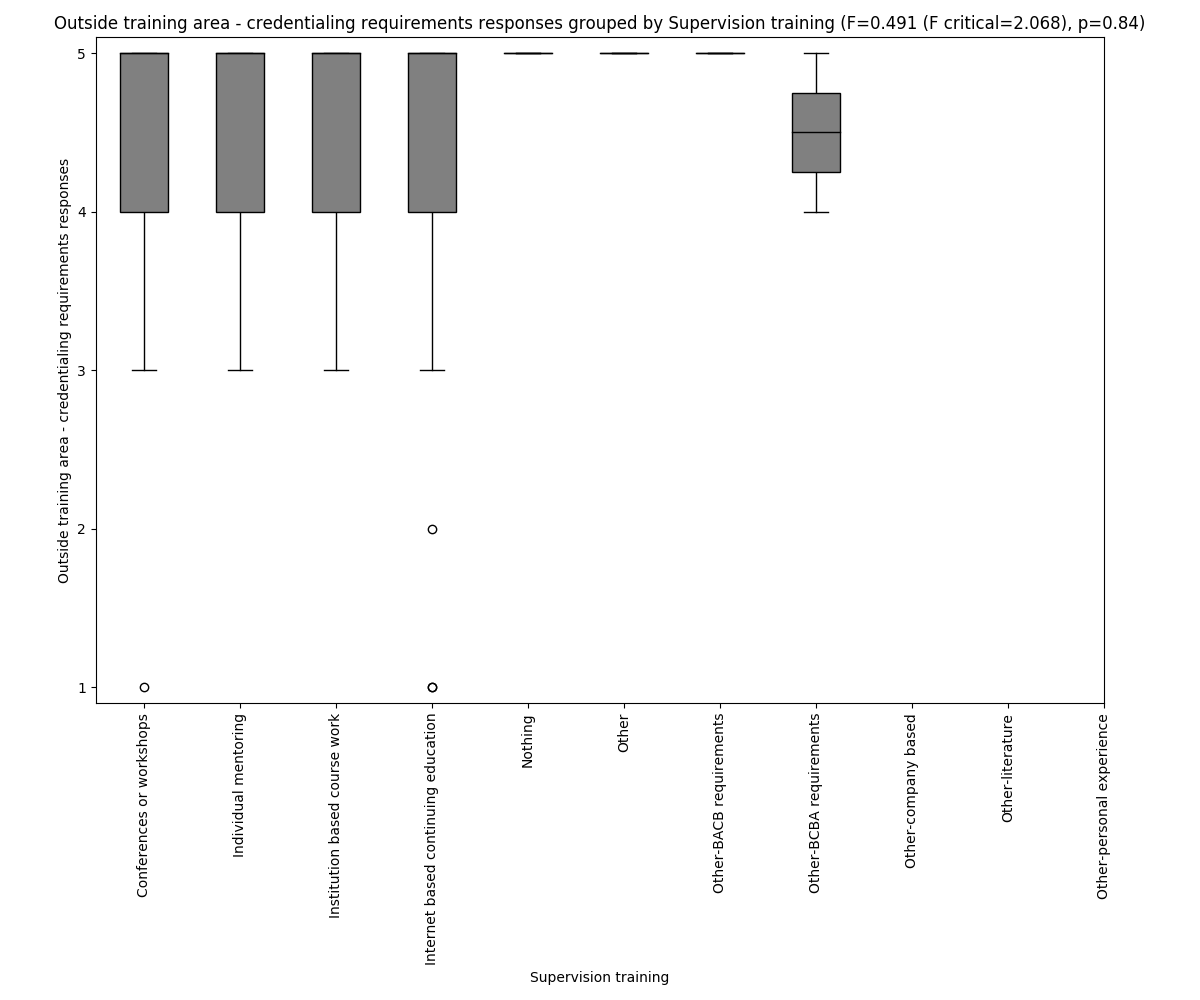 Outside training area - credentialing requirements responses grouped by Supervision training (F=0.491 (F critical=2.068), p=0.84)
Outside training area - credentialing requirements responses
5
4
3
2
1
Conferences or workshops
Individual mentoring
Institution based course work
Internet based continuing education
Nothing
Other
Other-BACB requirements
Other-BCBA requirements
Other-company based
Other-literature
Other-personal experience
Supervision training